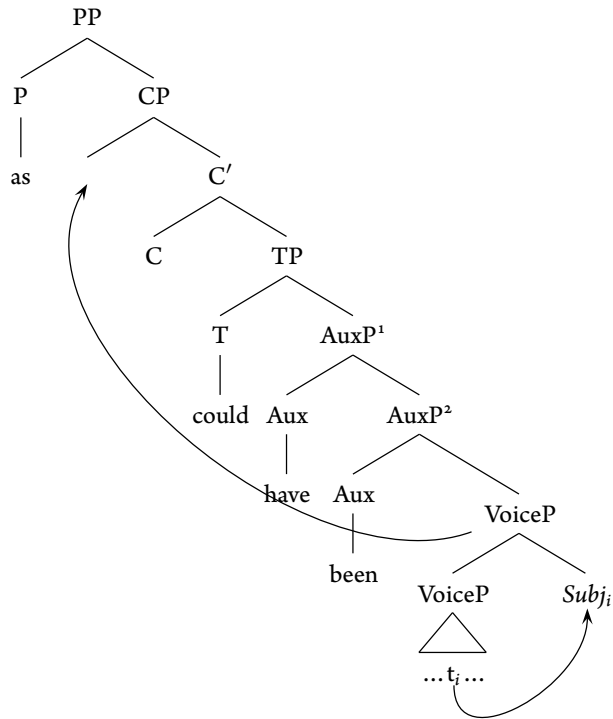 PP
P CP
as C′
C TP
T AuxP¹
could Aux AuxP²
have Aux VoiceP
been VoiceP Subjᵢ
…tᵢ…